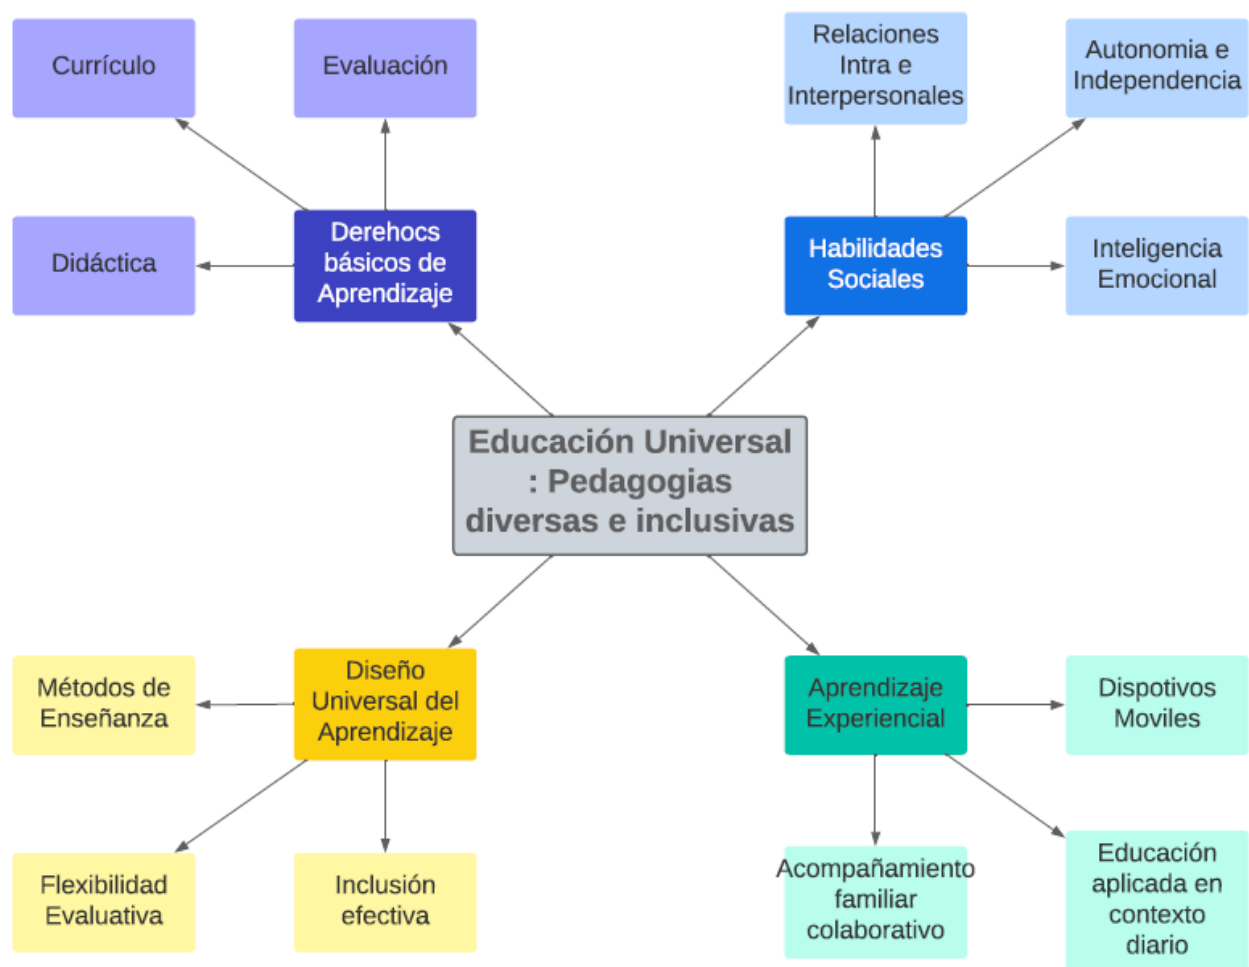 Currículo
Evaluación
Didáctica
Derehocs
básicos de
Aprendizaje
Relaciones
Intra e
Interpersonales
Autonomia e
Independencia
Habilidades
Sociales
Inteligencia
Emocional
Educación Universal
: Pedagogias
diversas e inclusivas
Métodos de
Enseñanza
Diseño
Universal del
Aprendizaje
Flexibilidad
Evaluativa
Inclusión
efectiva
Aprendizaje
Experiencial
Dispotivos
Moviles
Acompañamiento
familiar
colaborativo
Educación
aplicada en
contexto
diario